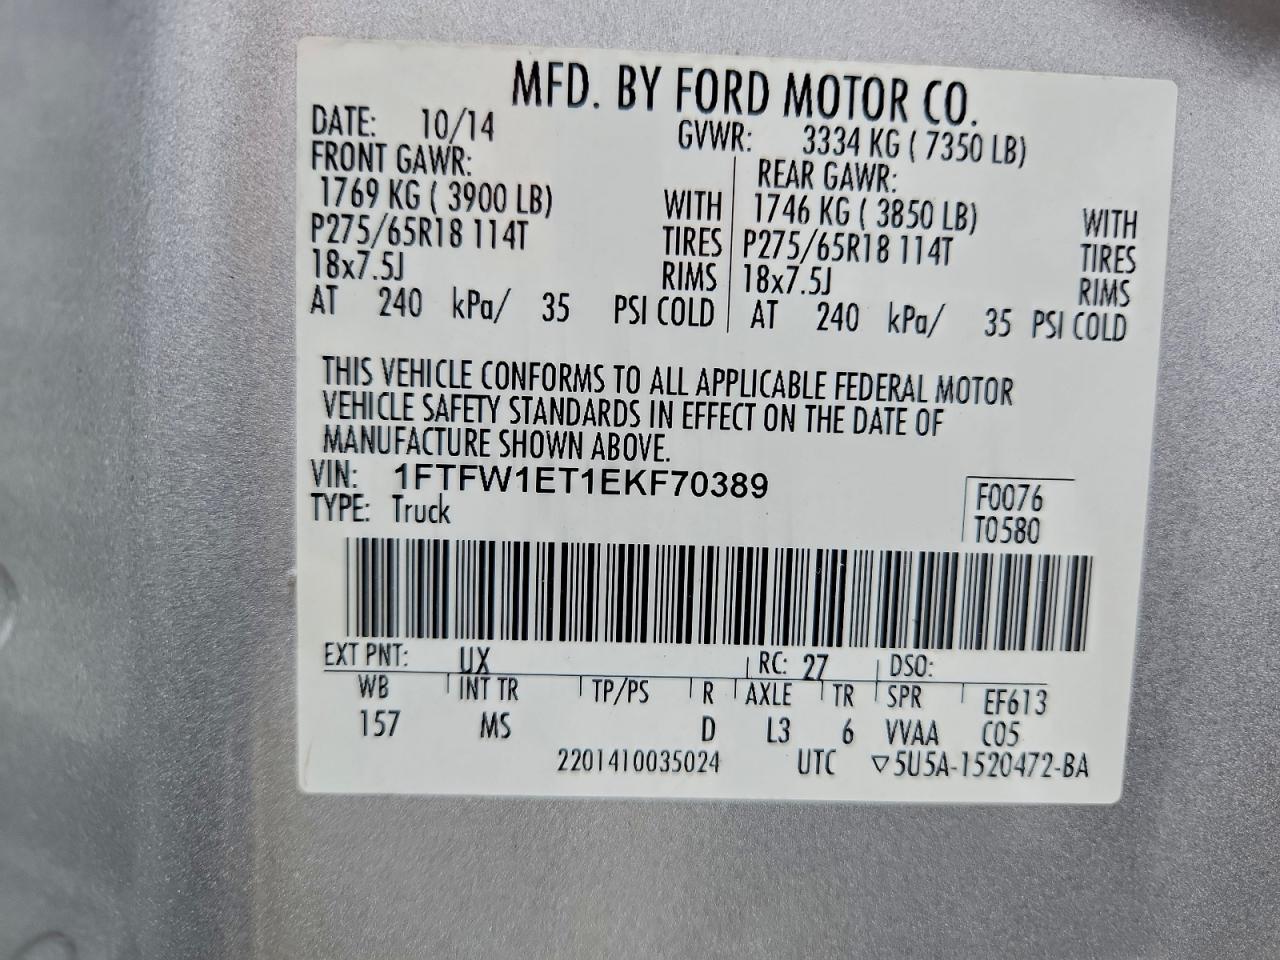 MFD. BY FORD MOTOR CO.
DATE: 10/14 GVWR: 3334 KG ( 7350 LB)
FRONT GAWR: REAR GAWR:
1769 KG ( 3900 LB) WITH 1746 KG ( 3850 LB) WITH
P275/65R18 114T TIRES P275/65R18 114T TIRES
18x7.5J RIMS 18x7.5J RIMS
AT 240 kPa/ 35 PSI COLD AT 240 kPa/ 35 PSI COLD
THIS VEHICLE CONFORMS TO ALL APPLICABLE FEDERAL MOTOR
VEHICLE SAFETY STANDARDS IN EFFECT ON THE DATE OF
MANUFACTURE SHOWN ABOVE.
VIN: 1FTFW1ET1EKF70389 F0076
TYPE: Truck T0580
EXT PNT: UX RC: 27 DSO:
WB INT TR TP/PS R AXLE TR SPR EF613
157 MS D L3 6 VVAA C05
2201410035024 UTC ▽5U5A-1520472-BA